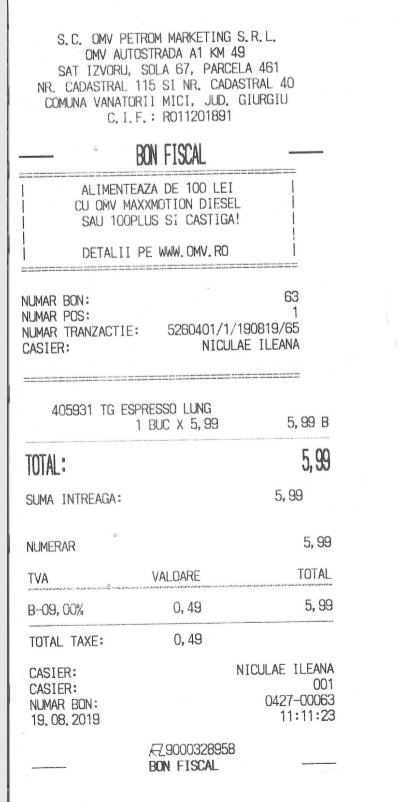 S.C. OMV PETROM MARKETING S.R.L.
OMV AUTOSTRADA A1 KM 49
SAT IZVORU, SOLA 67, PARCELA 461
NR. CADASTRAL 115 SI NR. CADASTRAL 40
COMUNA VANATORII MICI, JUD. GIURGIU
C.I.F.: RO11201891
BON FISCAL
ALIMENTEAZA DE 100 LEI
CU OMV MAXXMOTION DIESEL
SAU 100PLUS SI CASTIGA!
DETALII PE WWW.OMV.RO
NUMAR BON: 63
NUMAR POS: 1
NUMAR TRANZACTIE: 5260401/1/190819/65
CASIER: NICULAE ILEANA
405931 TG ESPRESSO LUNG
1 BUC X 5,99 5,99 B
TOTAL: 5,99
SUMA INTREAGA: 5,99
NUMERAR 5,99
TVA VALOARE TOTAL
B-09,00% 0,49 5,99
TOTAL TAXE: 0,49
CASIER: NICULAE ILEANA
CASIER: 001
NUMAR BON: 0427-00063
19.08.2019 11:11:23
9000328958
BON FISCAL